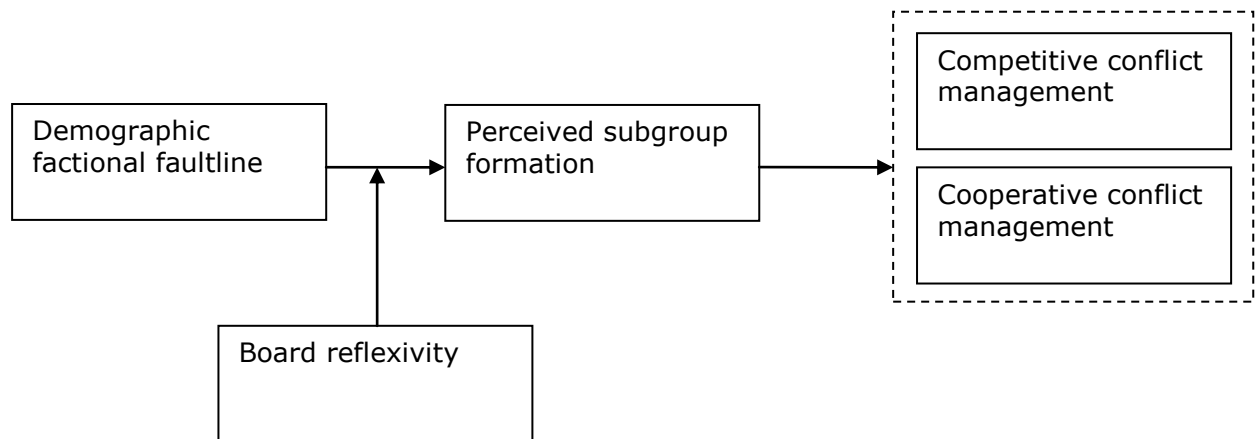 Demographic
factional faultline
Perceived subgroup
formation
Competitive conflict
management
Cooperative conflict
management
Board reflexivity